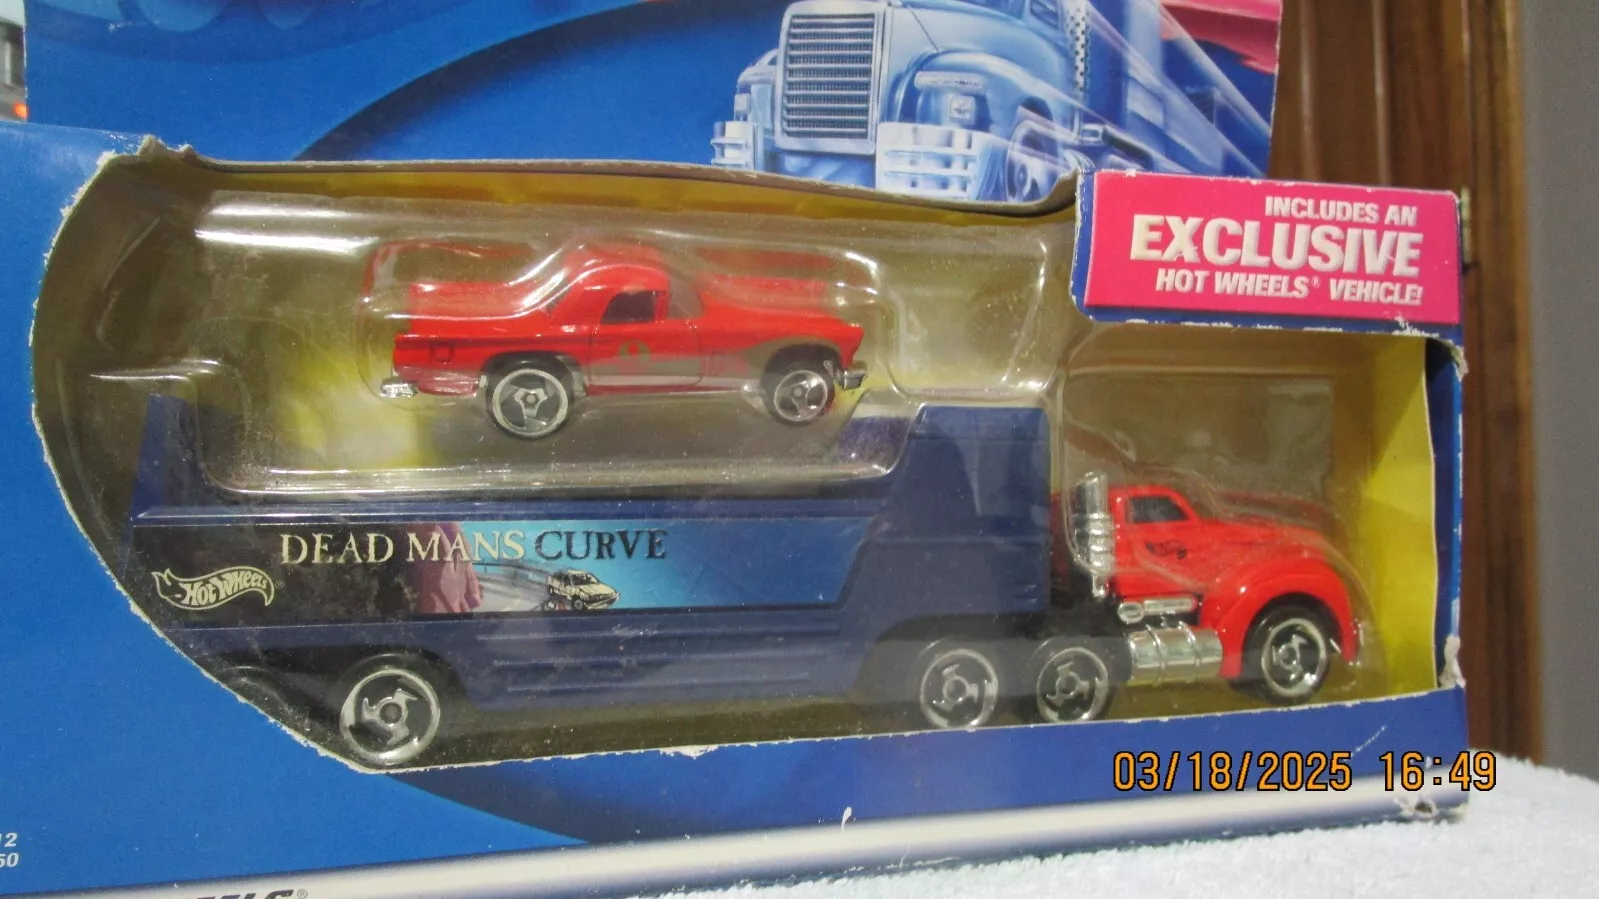 INCLUDES AN
EXCLUSIVE
HOT WHEELS® VEHICLE!
DEAD MANS CURVE
HOT WHEELS®
03/18/2025 16:49